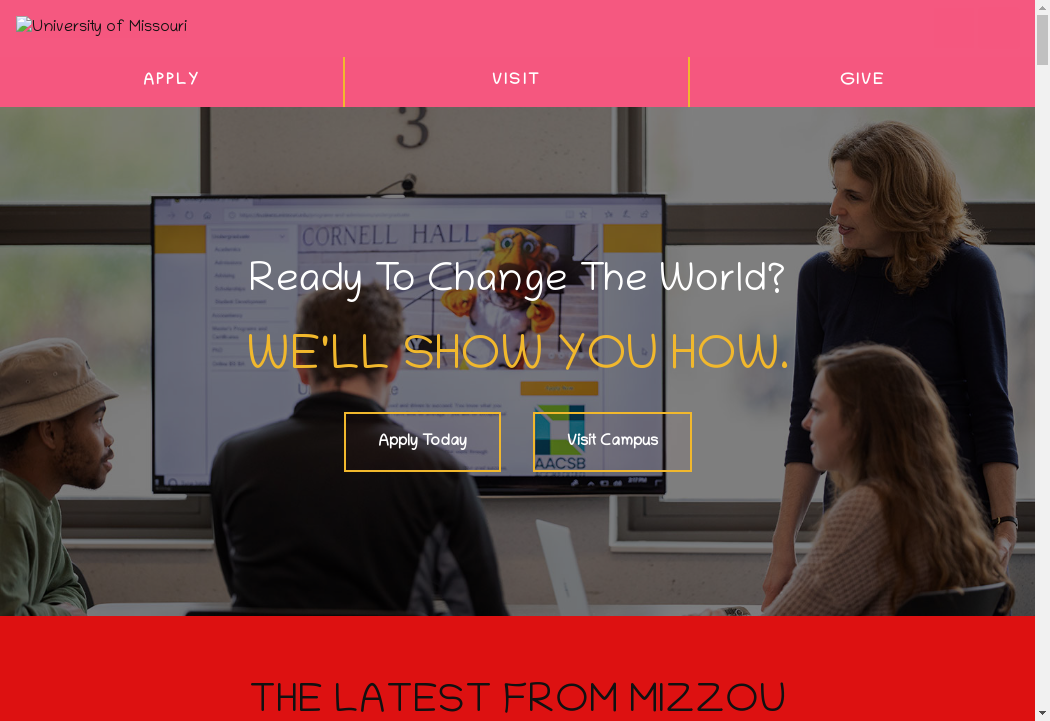 University of Missouri
APPLY
VISIT
GIVE
3
CORNELL HALL
Ready To Change The World?
WE'LL SHOW YOU HOW.
Apply Today
Visit Campus
AACSB
THE LATEST FROM MIZZOU